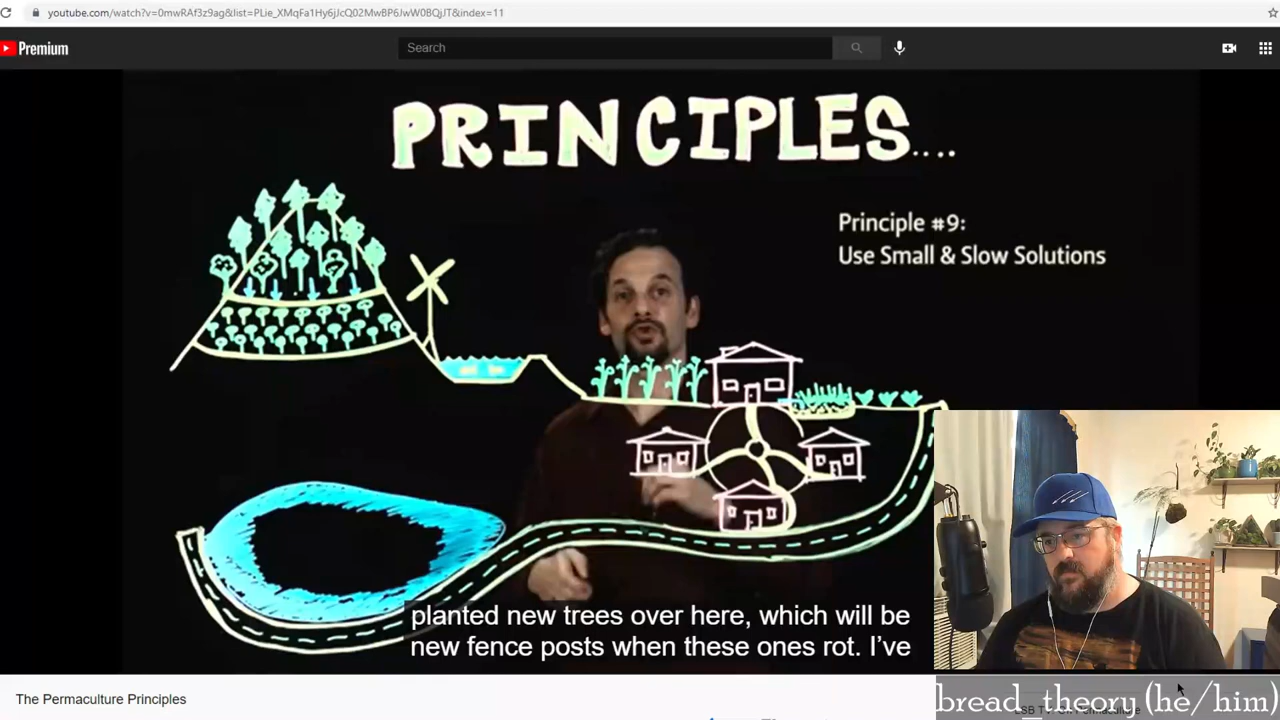 youtube.com/watch?v=0mwRAf3z9ag&list=PLie_XMqFa1Hy6jJcQ02MwBP6JwW0BQjJT&index=11
Premium
Search
PRINCIPLES....
Principle #9:
Use Small & Slow Solutions
planted new trees over here, which will be
new fence posts when these ones rot. I've
The Permaculture Principles
bread_theory (he/him)